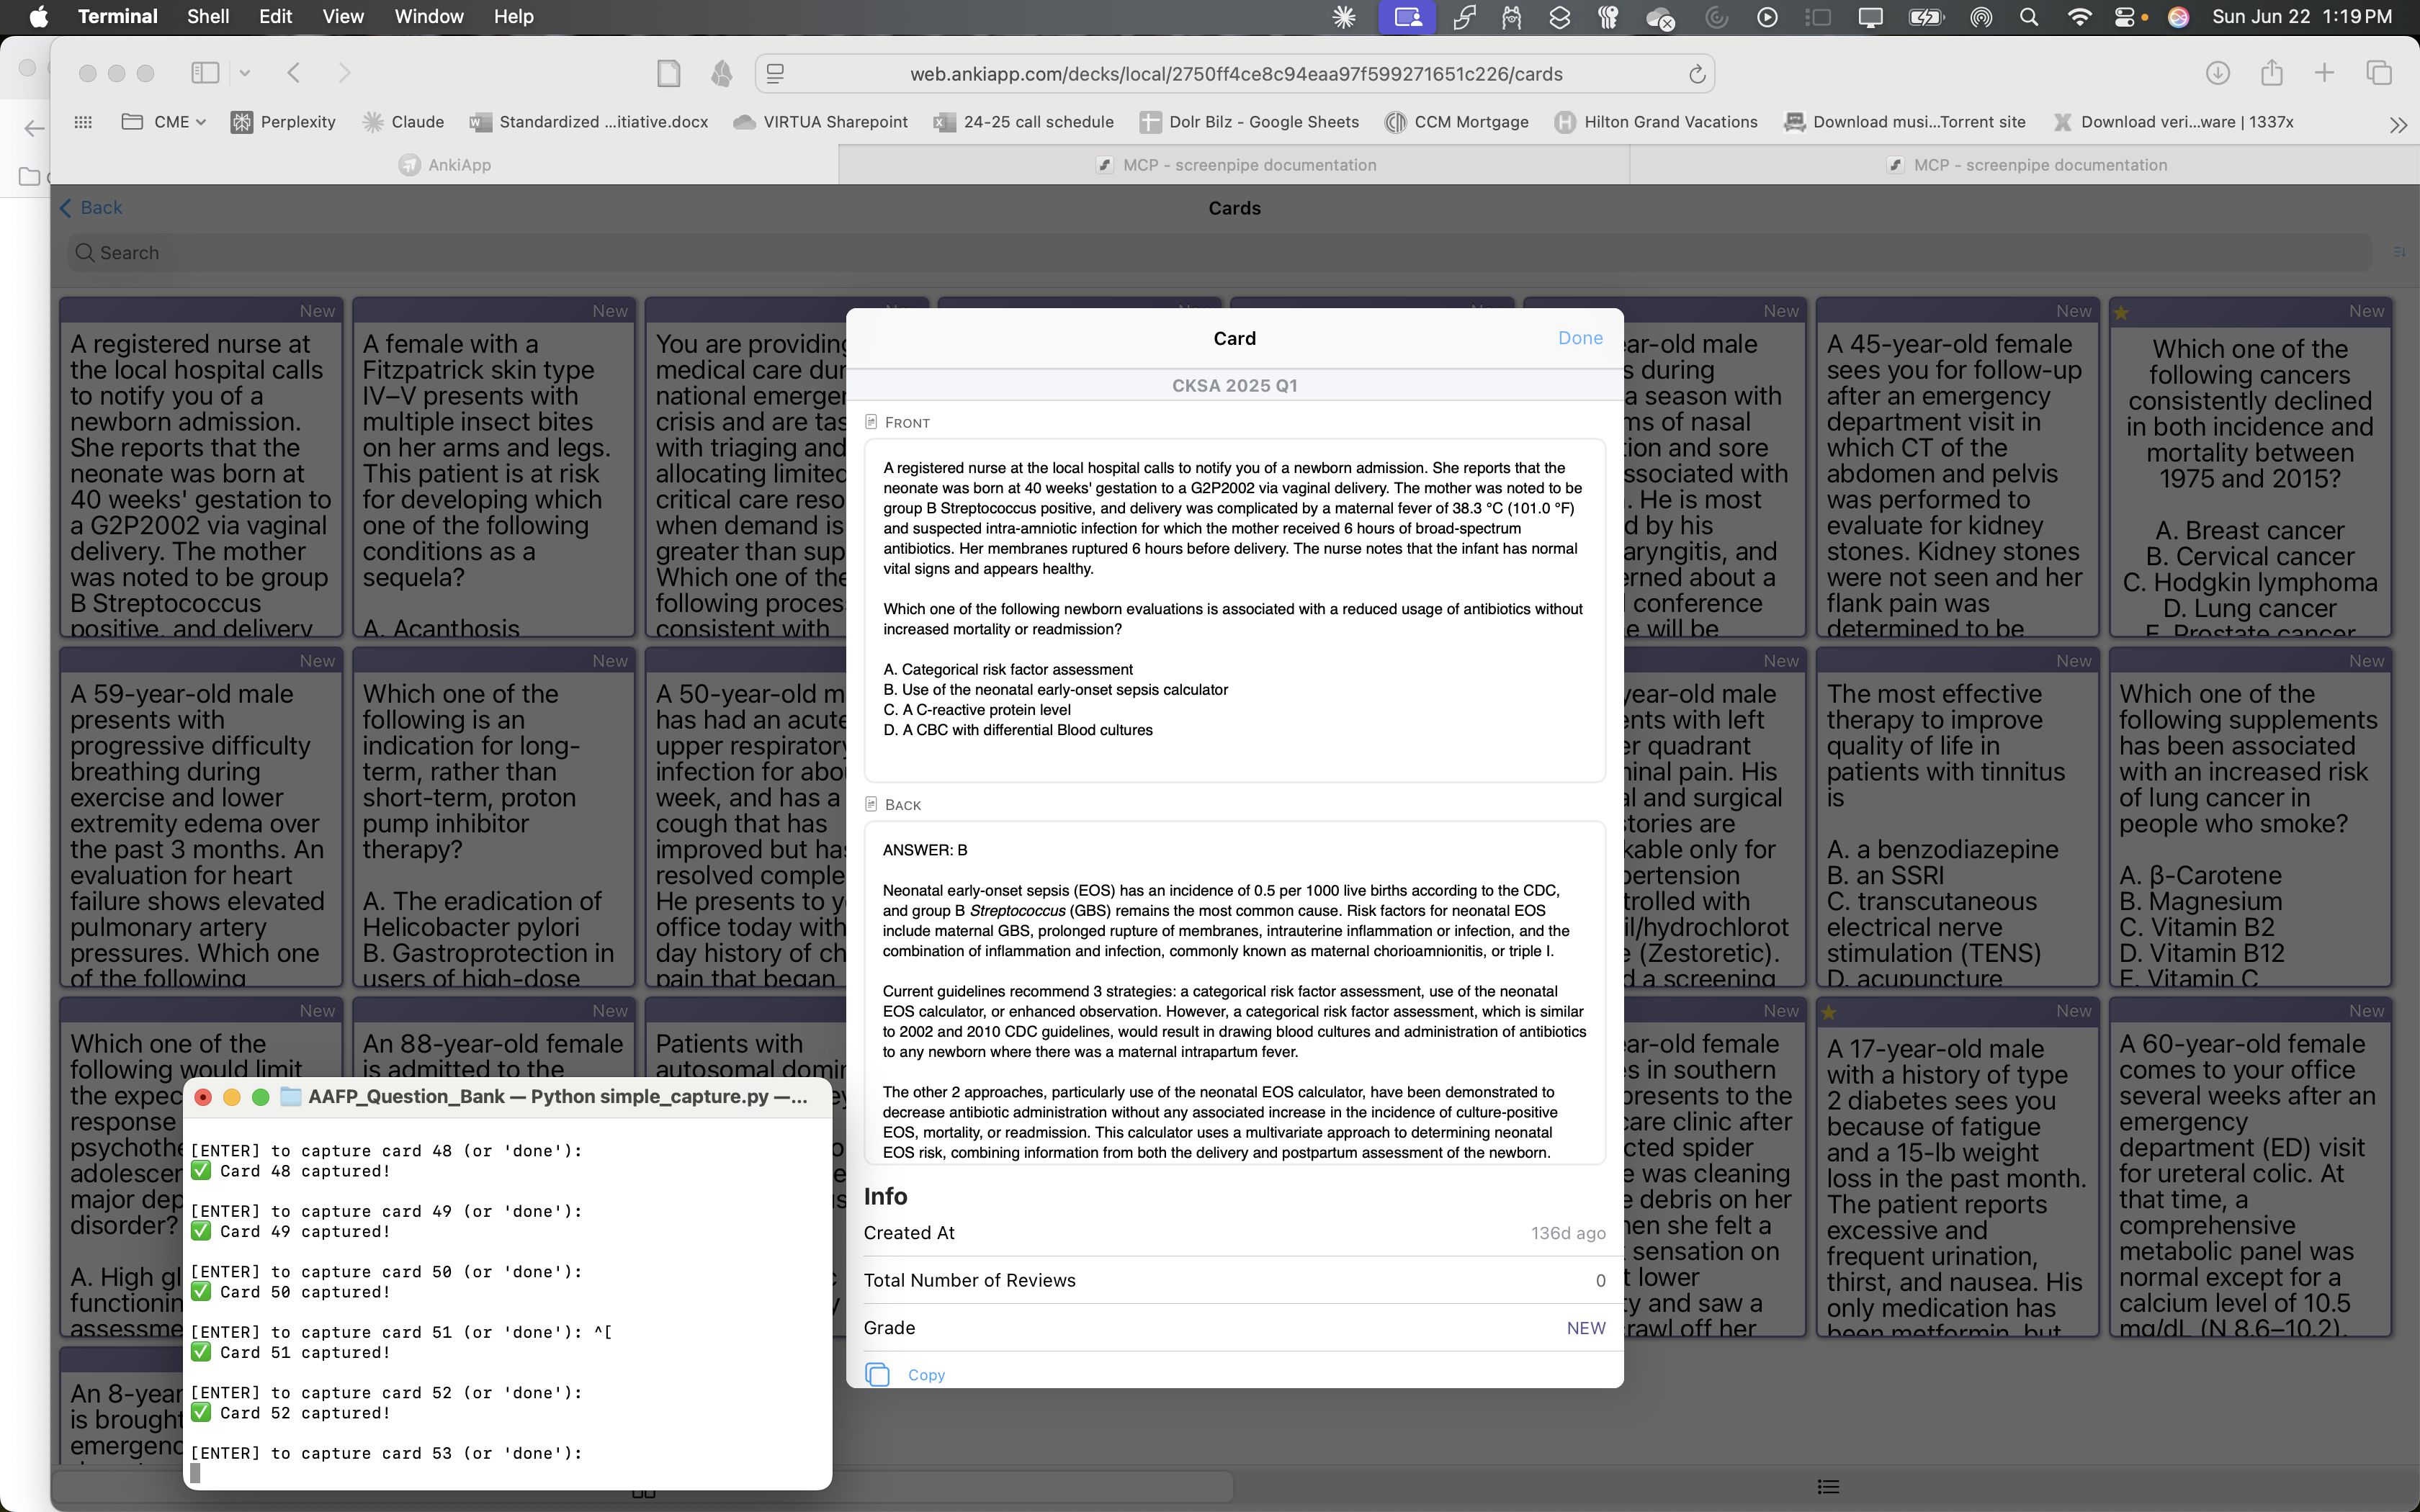 Terminal Shell Edit View Window Help
Sun Jun 22 1:19 PM
web.ankiapp.com/decks/local/2750ff4ce8c94eaa97f599271651c226/cards
CME Perplexity Claude Standardized ...itiative.docx VIRTUA Sharepoint 24-25 call schedule Dolr Bilz - Google Sheets CCM Mortgage Hilton Grand Vacations Download musi...Torrent site Download veri...ware | 1337x
AnkiApp MCP - screenpipe documentation MCP - screenpipe documentation
Back Cards
Search
New
A registered nurse at
the local hospital calls
to notify you of a
newborn admission.
She reports that the
neonate was born at
40 weeks' gestation to
a G2P2002 via vaginal
delivery. The mother
was noted to be group
B Streptococcus
positive, and delivery
New
A female with a
Fitzpatrick skin type
IV–V presents with
multiple insect bites
on her arms and legs.
This patient is at risk
for developing which
one of the following
conditions as a
sequela?
A. Acanthosis
You are providing
medical care dur
national emerger
crisis and are tas
with triaging and
allocating limited
critical care reso
when demand is
greater than sup
Which one of the
following proces
consistent with
New
ar-old male
s during
a season with
ms of nasal
ion and sore
ssociated with
. He is most
d by his
aryngitis, and
erned about a
conference
e will be
New
A 45-year-old female
sees you for follow-up
after an emergency
department visit in
which CT of the
abdomen and pelvis
was performed to
evaluate for kidney
stones. Kidney stones
were not seen and her
flank pain was
determined to be
New
Which one of the
following cancers
consistently declined
in both incidence and
mortality between
1975 and 2015?
A. Breast cancer
B. Cervical cancer
C. Hodgkin lymphoma
D. Lung cancer
E. Prostate cancer
New
A 59-year-old male
presents with
progressive difficulty
breathing during
exercise and lower
extremity edema over
the past 3 months. An
evaluation for heart
failure shows elevated
pulmonary artery
pressures. Which one
of the following
New
Which one of the
following is an
indication for long-
term, rather than
short-term, proton
pump inhibitor
therapy?
A. The eradication of
Helicobacter pylori
B. Gastroprotection in
users of high-dose
A 50-year-old m
has had an acute
upper respiratory
infection for abo
week, and has a
cough that has
improved but ha
resolved comple
He presents to y
office today with
day history of ch
pain that began
New
year-old male
ents with left
er quadrant
inal pain. His
al and surgical
stories are
kable only for
pertension
trolled with
il/hydrochlorot
e (Zestoretic).
d a screening
New
The most effective
therapy to improve
quality of life in
patients with tinnitus
is
A. a benzodiazepine
B. an SSRI
C. transcutaneous
electrical nerve
stimulation (TENS)
D. acupuncture
New
Which one of the
following supplements
has been associated
with an increased risk
of lung cancer in
people who smoke?
A. β-Carotene
B. Magnesium
C. Vitamin B2
D. Vitamin B12
E. Vitamin C
New
Which one of the
following would limit
the expec
response
psychothe
adolescer
major dep
disorder?
A. High gl
functionin
assessme
New
An 88-year-old female
is admitted to the
Patients with
autosomal domir
New
ar-old female
s in southern
presents to the
care clinic after
cted spider
e was cleaning
e debris on her
hen she felt a
sensation on
t lower
ty and saw a
rawl off her
New
A 17-year-old male
with a history of type
2 diabetes sees you
because of fatigue
and a 15-lb weight
loss in the past month.
The patient reports
excessive and
frequent urination,
thirst, and nausea. His
only medication has
been metformin, but
New
A 60-year-old female
comes to your office
several weeks after an
emergency
department (ED) visit
for ureteral colic. At
that time, a
comprehensive
metabolic panel was
normal except for a
calcium level of 10.5
mg/dL (N 8.6–10.2).
An 8-year
is brought
emergenc
Card
Done
CKSA 2025 Q1
FRONT
A registered nurse at the local hospital calls to notify you of a newborn admission. She reports that the
neonate was born at 40 weeks' gestation to a G2P2002 via vaginal delivery. The mother was noted to be
group B Streptococcus positive, and delivery was complicated by a maternal fever of 38.3 °C (101.0 °F)
and suspected intra-amniotic infection for which the mother received 6 hours of broad-spectrum
antibiotics. Her membranes ruptured 6 hours before delivery. The nurse notes that the infant has normal
vital signs and appears healthy.
Which one of the following newborn evaluations is associated with a reduced usage of antibiotics without
increased mortality or readmission?
A. Categorical risk factor assessment
B. Use of the neonatal early-onset sepsis calculator
C. A C-reactive protein level
D. A CBC with differential Blood cultures
BACK
ANSWER: B
Neonatal early-onset sepsis (EOS) has an incidence of 0.5 per 1000 live births according to the CDC,
and group B Streptococcus (GBS) remains the most common cause. Risk factors for neonatal EOS
include maternal GBS, prolonged rupture of membranes, intrauterine inflammation or infection, and the
combination of inflammation and infection, commonly known as maternal chorioamnionitis, or triple I.
Current guidelines recommend 3 strategies: a categorical risk factor assessment, use of the neonatal
EOS calculator, or enhanced observation. However, a categorical risk factor assessment, which is similar
to 2002 and 2010 CDC guidelines, would result in drawing blood cultures and administration of antibiotics
to any newborn where there was a maternal intrapartum fever.
The other 2 approaches, particularly use of the neonatal EOS calculator, have been demonstrated to
decrease antibiotic administration without any associated increase in the incidence of culture-positive
EOS, mortality, or readmission. This calculator uses a multivariate approach to determining neonatal
EOS risk, combining information from both the delivery and postpartum assessment of the newborn.
Info
Created At 136d ago
Total Number of Reviews 0
Grade NEW
Copy
AAFP_Question_Bank — Python simple_capture.py —...
[ENTER] to capture card 48 (or 'done'):
✅ Card 48 captured!
[ENTER] to capture card 49 (or 'done'):
✅ Card 49 captured!
[ENTER] to capture card 50 (or 'done'):
✅ Card 50 captured!
[ENTER] to capture card 51 (or 'done'): ^[
✅ Card 51 captured!
[ENTER] to capture card 52 (or 'done'):
✅ Card 52 captured!
[ENTER] to capture card 53 (or 'done'):